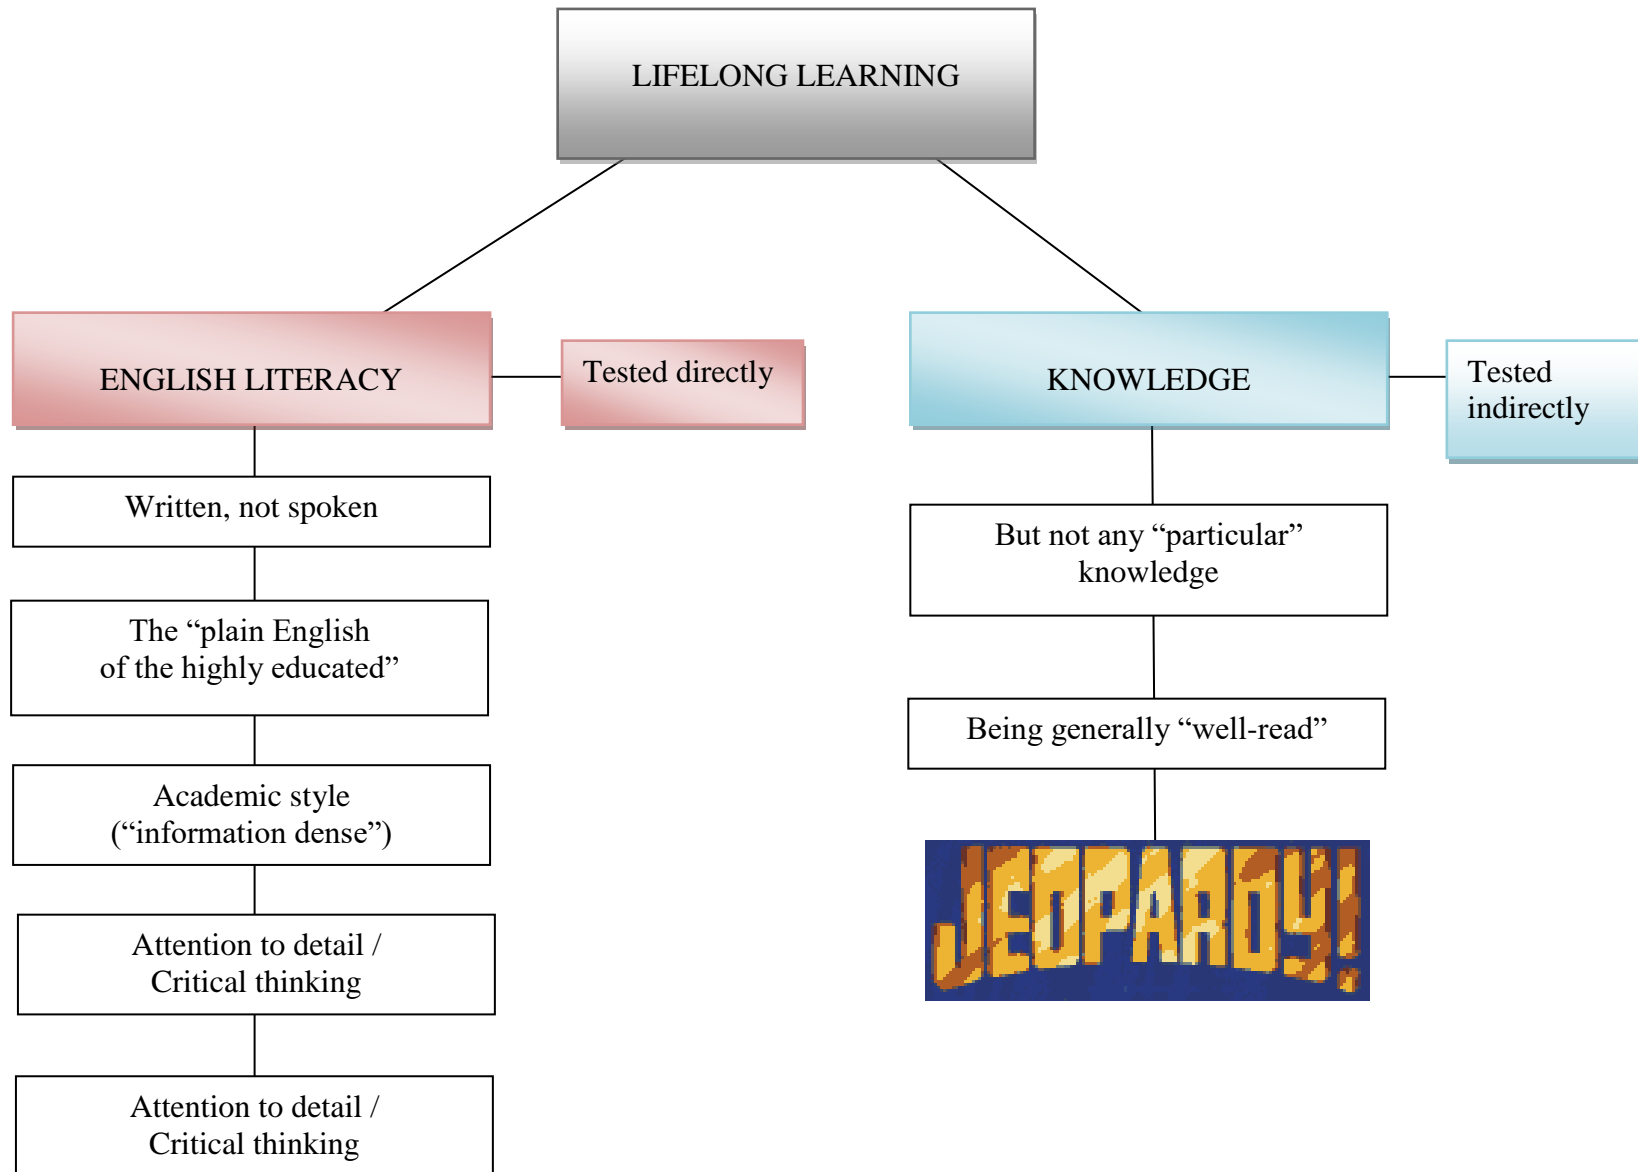 LIFELONG LEARNING
ENGLISH LITERACY
Tested directly
Written, not spoken
The “plain English
of the highly educated”
Academic style
(“information dense”)
Attention to detail /
Critical thinking
Attention to detail /
Critical thinking
KNOWLEDGE
Tested
indirectly
But not any “particular”
knowledge
Being generally “well-read”
JEOPARDY!